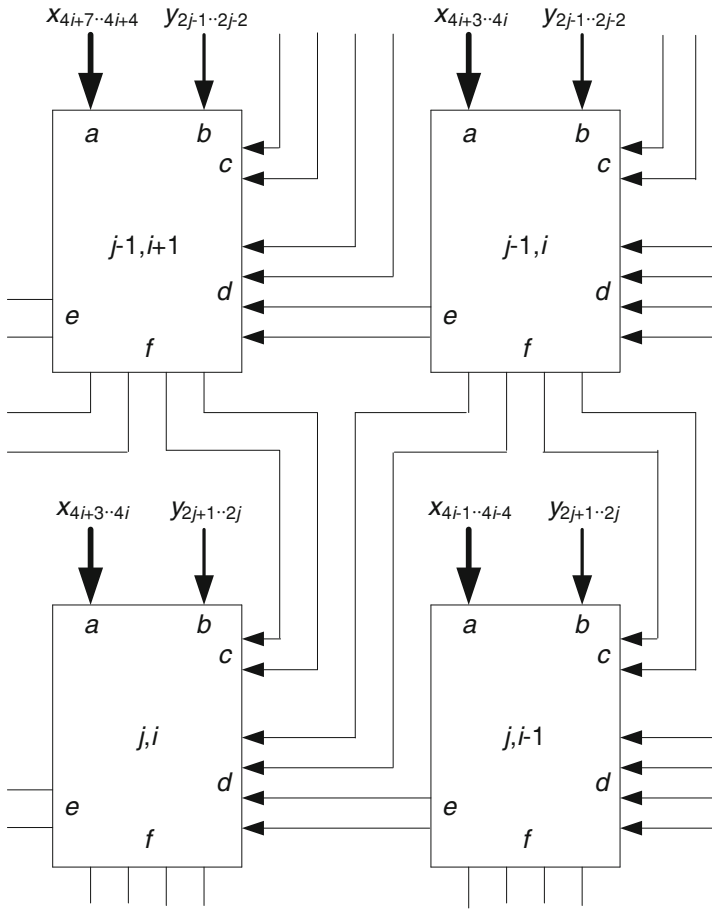 x4i+7··4i+4 y2j-1··2j-2 x4i+3··4i y2j-1··2j-2
a b a b
c c
j-1,i+1 j-1,i
d d
e e
f f
x4i+3··4i y2j+1··2j x4i-1··4i-4 y2j+1··2j
a b a b
c c
j,i j,i-1
d d
e e
f f